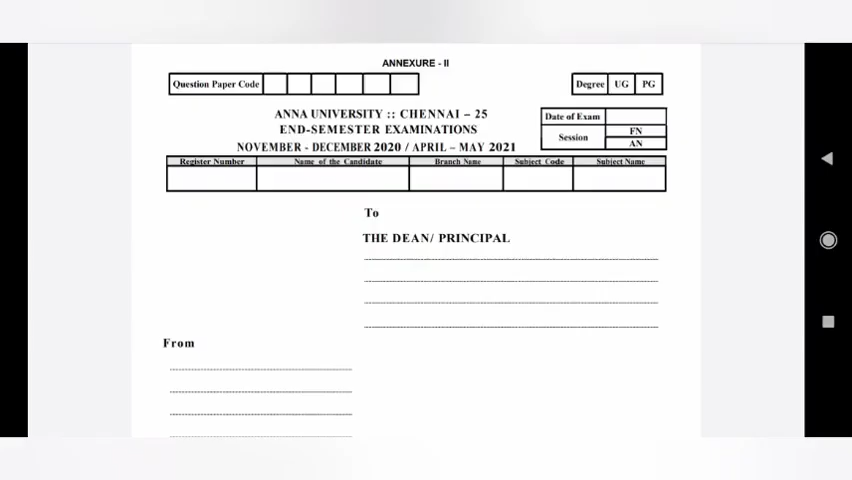 ANNEXURE - II
Question Paper Code
Degree UG PG
ANNA UNIVERSITY :: CHENNAI – 25
END-SEMESTER EXAMINATIONS
NOVEMBER - DECEMBER 2020 / APRIL – MAY 2021
Date of Exam
Session FN
AN
Register Number Name of the Candidate Branch Name Subject Code Subject Name
To
THE DEAN/ PRINCIPAL
From